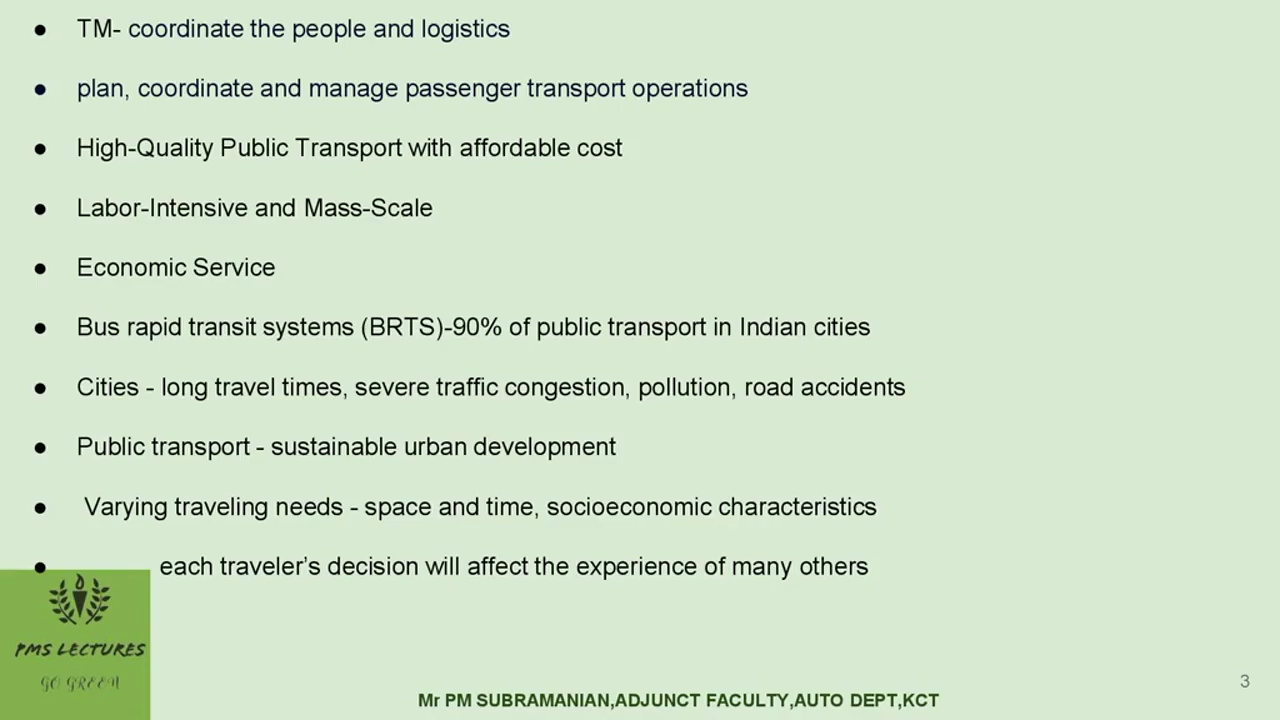 ● TM- coordinate the people and logistics
● plan, coordinate and manage passenger transport operations
● High-Quality Public Transport with affordable cost
● Labor-Intensive and Mass-Scale
● Economic Service
● Bus rapid transit systems (BRTS)-90% of public transport in Indian cities
● Cities - long travel times, severe traffic congestion, pollution, road accidents
● Public transport - sustainable urban development
● Varying traveling needs - space and time, socioeconomic characteristics
● each traveler’s decision will affect the experience of many others
PMS LECTURES
GO GREEN
Mr PM SUBRAMANIAN,ADJUNCT FACULTY,AUTO DEPT,KCT
3